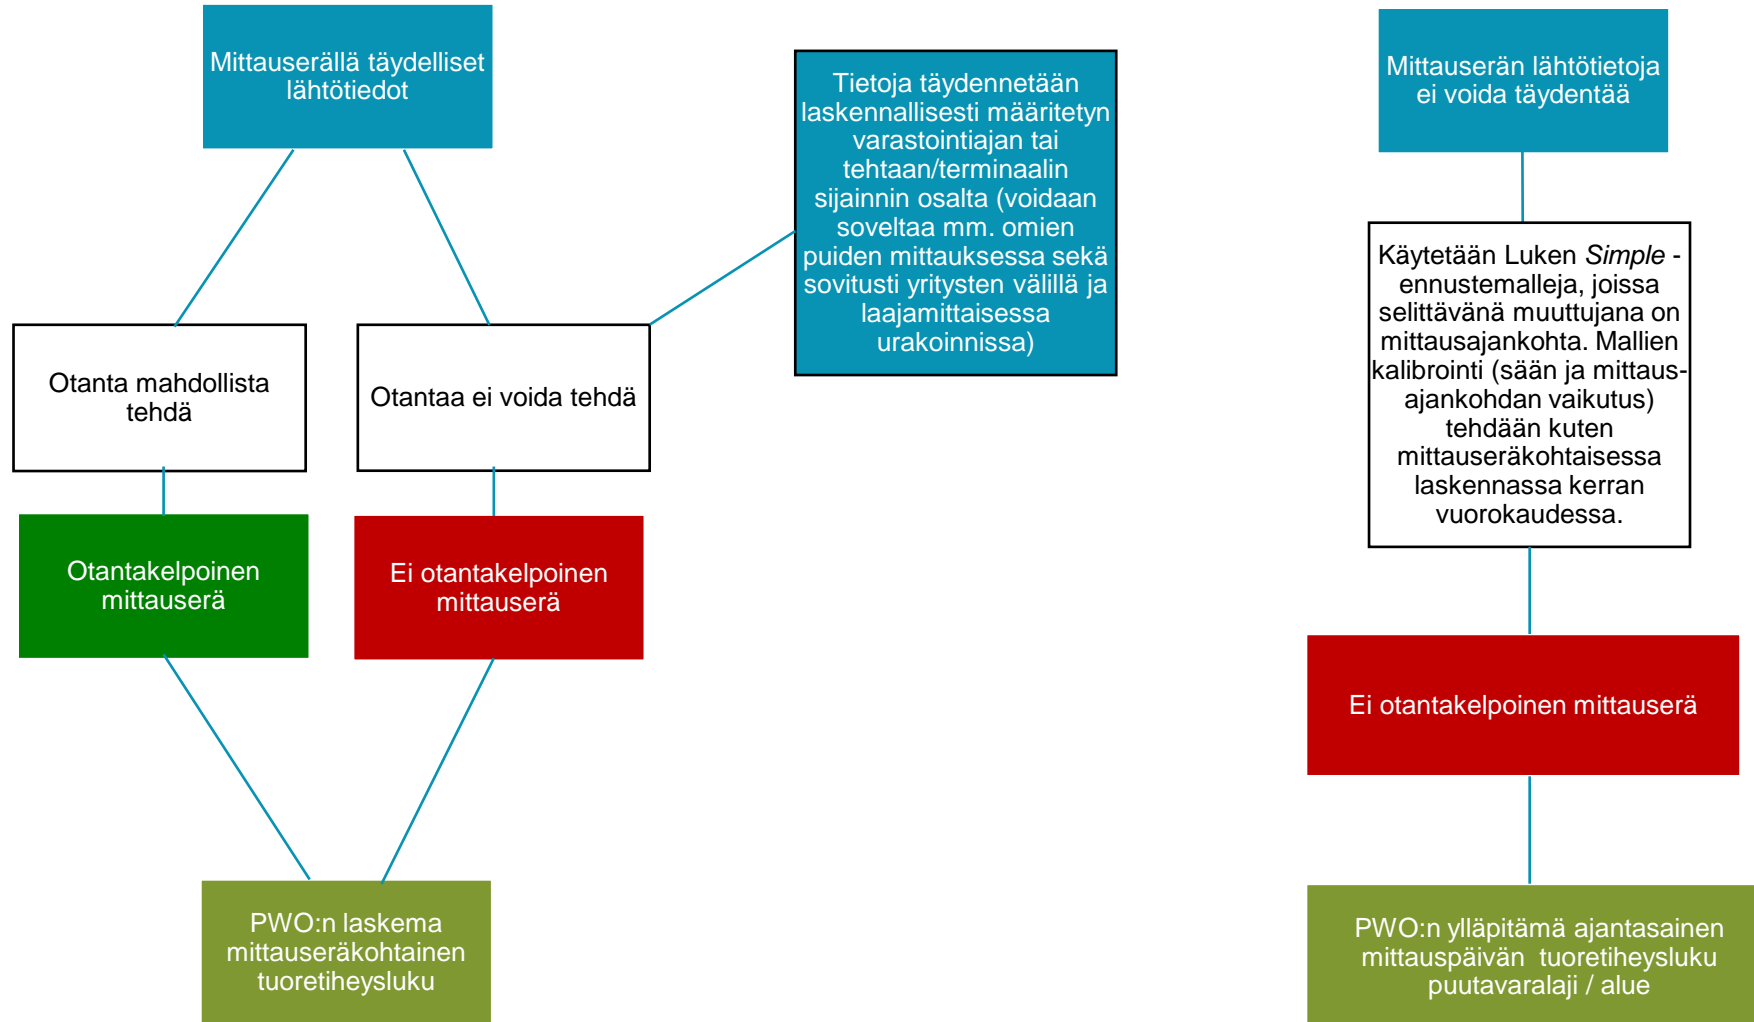 Mittauserällä täydelliset
lähtötiedot
Tietoja täydennetään
laskennallisesti määritetyn
varastointiajan tai
tehtaan/terminaalin
sijainnin osalta (voidaan
soveltaa mm. omien
puiden mittauksessa sekä
sovitusti yritysten välillä ja
laajamittaisessa
urakoinnissa)
Mittauserän lähtötietoja
ei voida täydentää
Otanta mahdollista
tehdä
Otantaa ei voida tehdä
Käytetään Luken Simple -
ennustemalleja, joissa
selittävänä muuttujana on
mittausajankohta. Mallien
kalibrointi (sään ja mittaus-
ajankohdan vaikutus)
tehdään kuten
mittauseräkohtaisessa
laskennassa kerran
vuorokaudessa.
Otantakelpoinen
mittauserä
Ei otantakelpoinen
mittauserä
Ei otantakelpoinen mittauserä
PWO:n laskema
mittauseräkohtainen
tuoretiheysluku
PWO:n ylläpitämä ajantasainen
mittauspäivän  tuoretiheysluku
puutavaralaji / alue